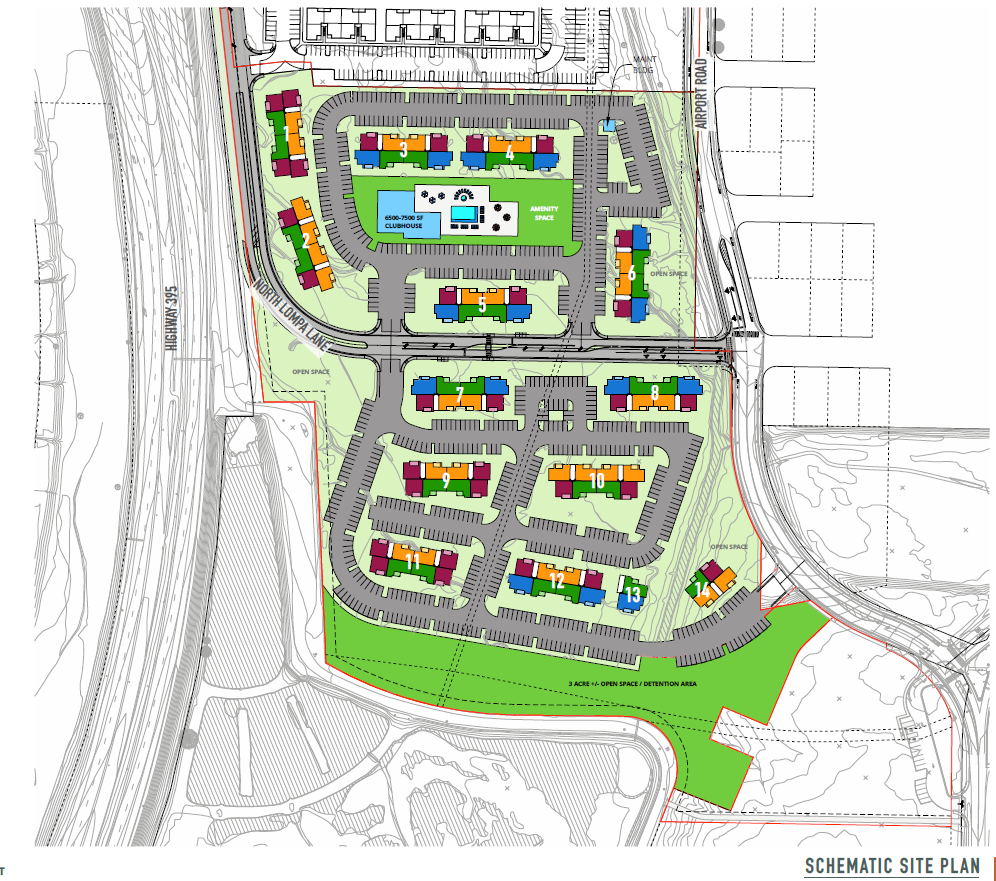 MAINT
BLDG
AIRPORT ROAD
1
3
4
6500-7500 SF
CLUBHOUSE
AMENITY
SPACE
2
6
OPEN SPACE
HIGHWAY 395
NORTH LOMPA LANE
5
OPEN SPACE
7
8
9
10
OPEN SPACE
11
12
13
14
3 ACRE +/- OPEN SPACE / DETENTION AREA
SCHEMATIC SITE PLAN
T